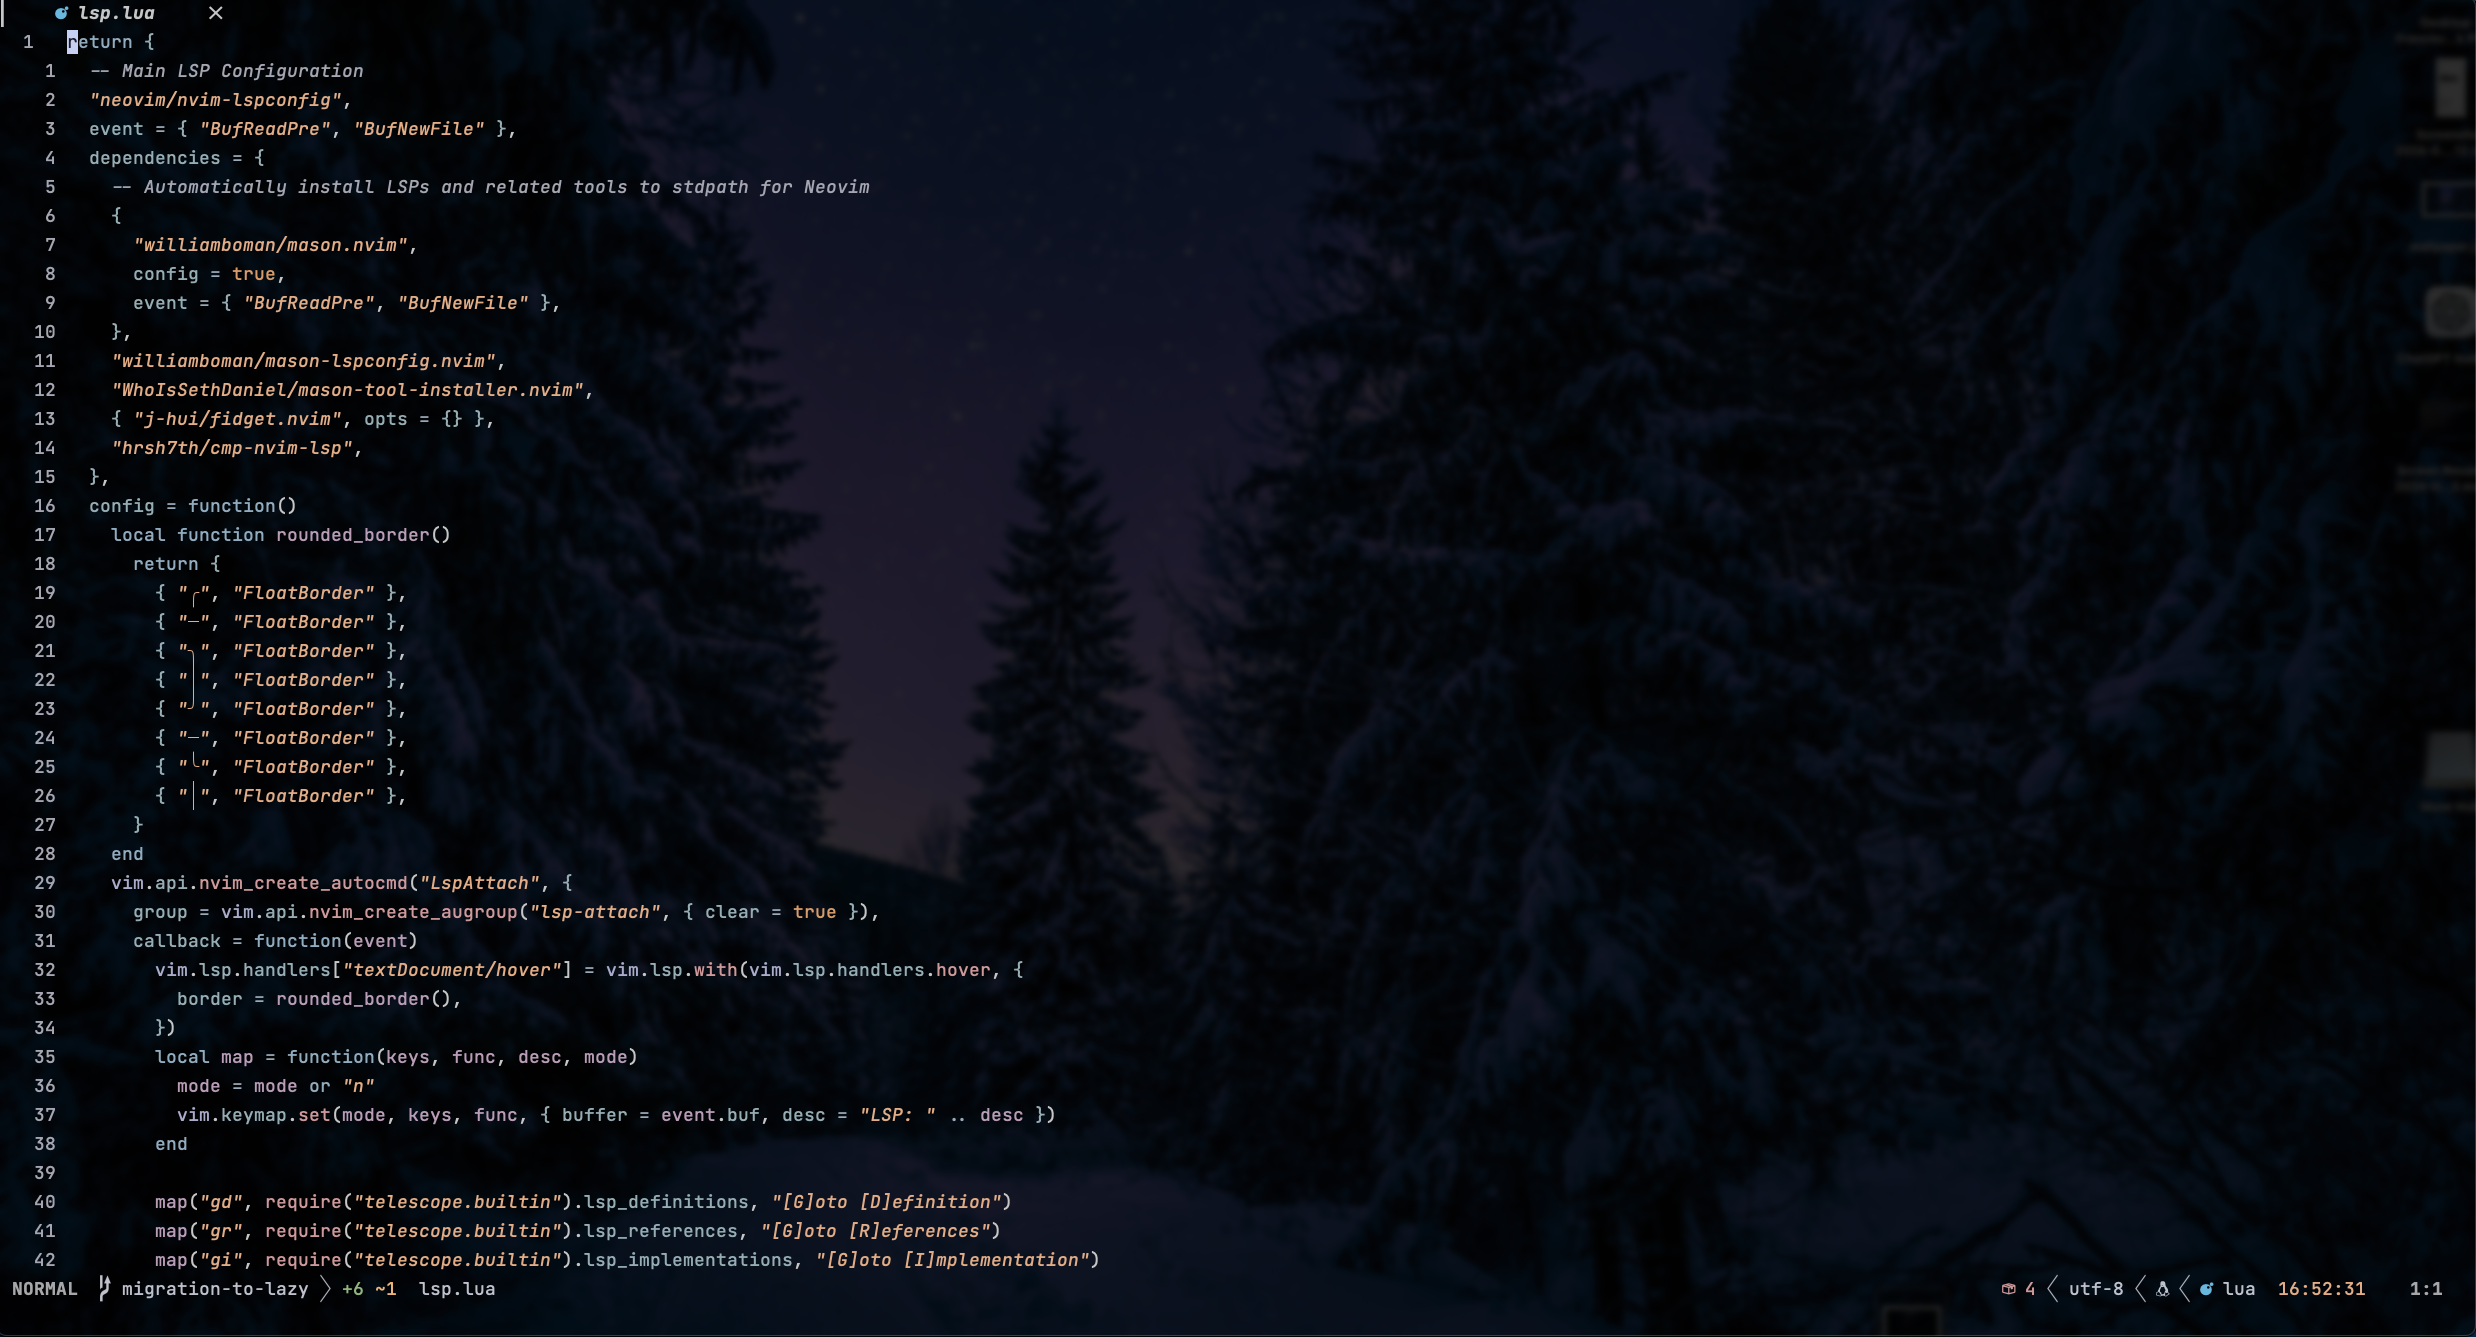 lsp.lua ×
1 return {
1 -- Main LSP Configuration
2 "neovim/nvim-lspconfig",
3 event = { "BufReadPre", "BufNewFile" },
4 dependencies = {
5 -- Automatically install LSPs and related tools to stdpath for Neovim
6 {
7 "williamboman/mason.nvim",
8 config = true,
9 event = { "BufReadPre", "BufNewFile" },
10 },
11 "williamboman/mason-lspconfig.nvim",
12 "WhoIsSethDaniel/mason-tool-installer.nvim",
13 { "j-hui/fidget.nvim", opts = {} },
14 "hrsh7th/cmp-nvim-lsp",
15 },
16 config = function()
17 local function rounded_border()
18 return {
19 { "╭", "FloatBorder" },
20 { "─", "FloatBorder" },
21 { "╮", "FloatBorder" },
22 { "│", "FloatBorder" },
23 { "╯", "FloatBorder" },
24 { "─", "FloatBorder" },
25 { "╰", "FloatBorder" },
26 { "│", "FloatBorder" },
27 }
28 end
29 vim.api.nvim_create_autocmd("LspAttach", {
30 group = vim.api.nvim_create_augroup("lsp-attach", { clear = true }),
31 callback = function(event)
32 vim.lsp.handlers["textDocument/hover"] = vim.lsp.with(vim.lsp.handlers.hover, {
33 border = rounded_border(),
34 })
35 local map = function(keys, func, desc, mode)
36 mode = mode or "n"
37 vim.keymap.set(mode, keys, func, { buffer = event.buf, desc = "LSP: " .. desc })
38 end
39
40 map("gd", require("telescope.builtin").lsp_definitions, "[G]oto [D]efinition")
41 map("gr", require("telescope.builtin").lsp_references, "[G]oto [R]eferences")
42 map("gi", require("telescope.builtin").lsp_implementations, "[G]oto [I]mplementation")
NORMAL migration-to-lazy +6 ~1 lsp.lua 4 utf-8 lua 16:52:31 1:1